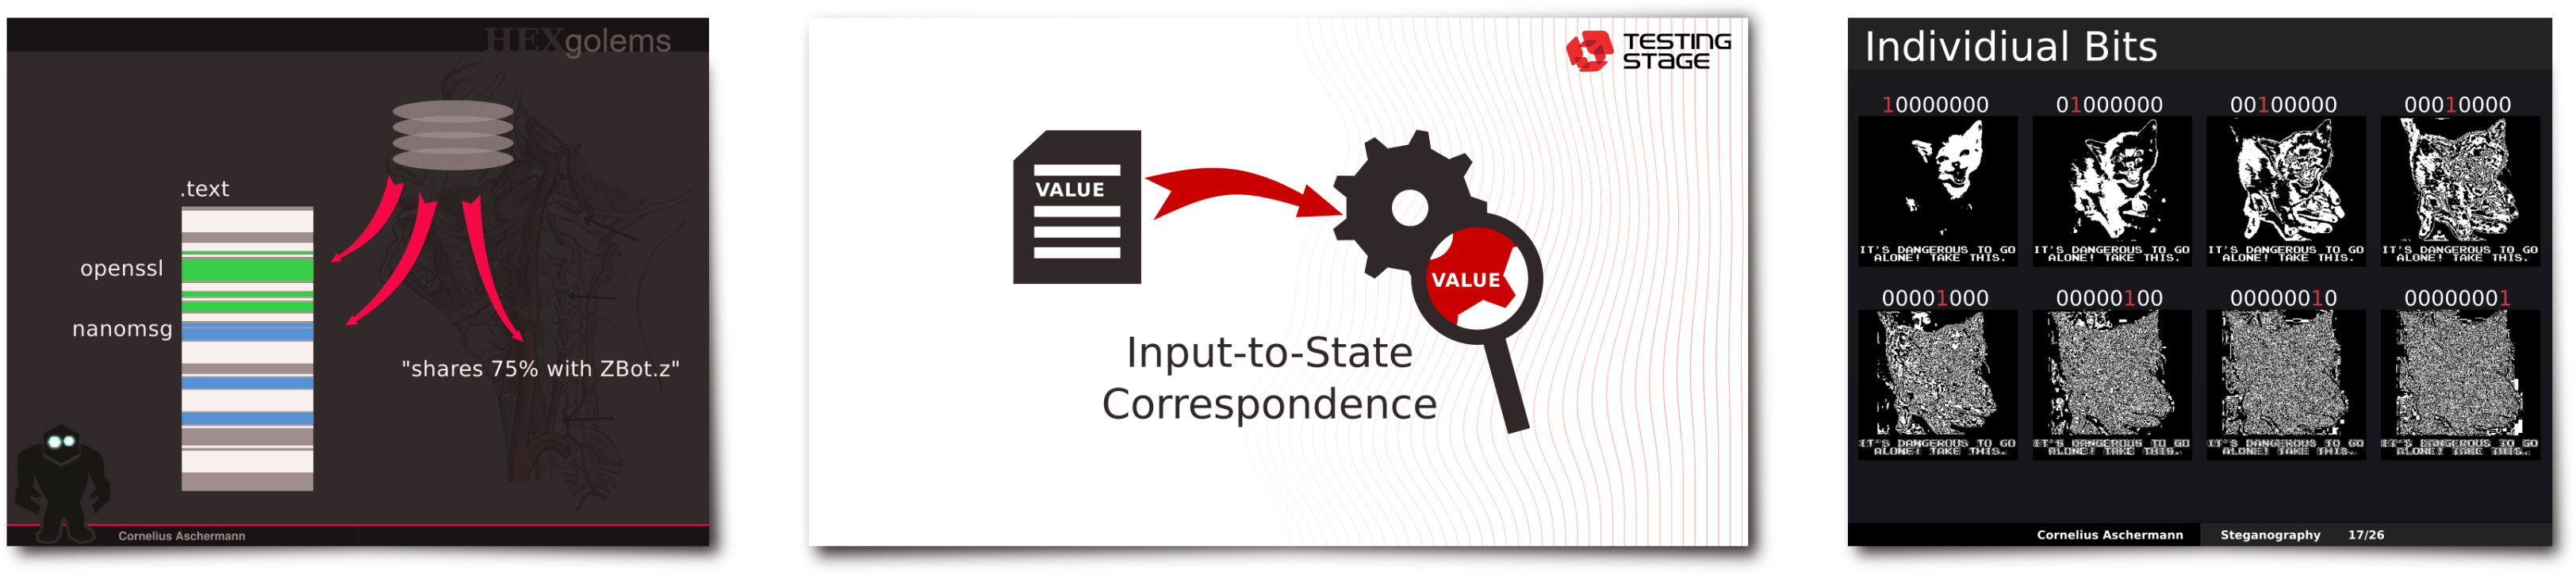 HEXgolems
.text
openssl
nanomsg
"shares 75% with ZBot.z"
Cornelius Aschermann
TESTING
STAGE
VALUE
VALUE
Input-to-State
Correspondence
Individiual Bits
10000000 01000000 00100000 00010000
IT'S DANGEROUS TO GO IT'S DANGEROUS TO GO IT'S DANGEROUS TO GO IT'S DANGEROUS TO GO
ALONE! TAKE THIS. ALONE! TAKE THIS. ALONE! TAKE THIS. ALONE! TAKE THIS.
00001000 00000100 00000010 00000001
IT'S DANGEROUS TO GO IT'S DANGEROUS TO GO IT'S DANGEROUS TO GO IT'S DANGEROUS TO GO
ALONE! TAKE THIS. ALONE! TAKE THIS. ALONE! TAKE THIS. ALONE! TAKE THIS.
Cornelius Aschermann Steganography 17/26